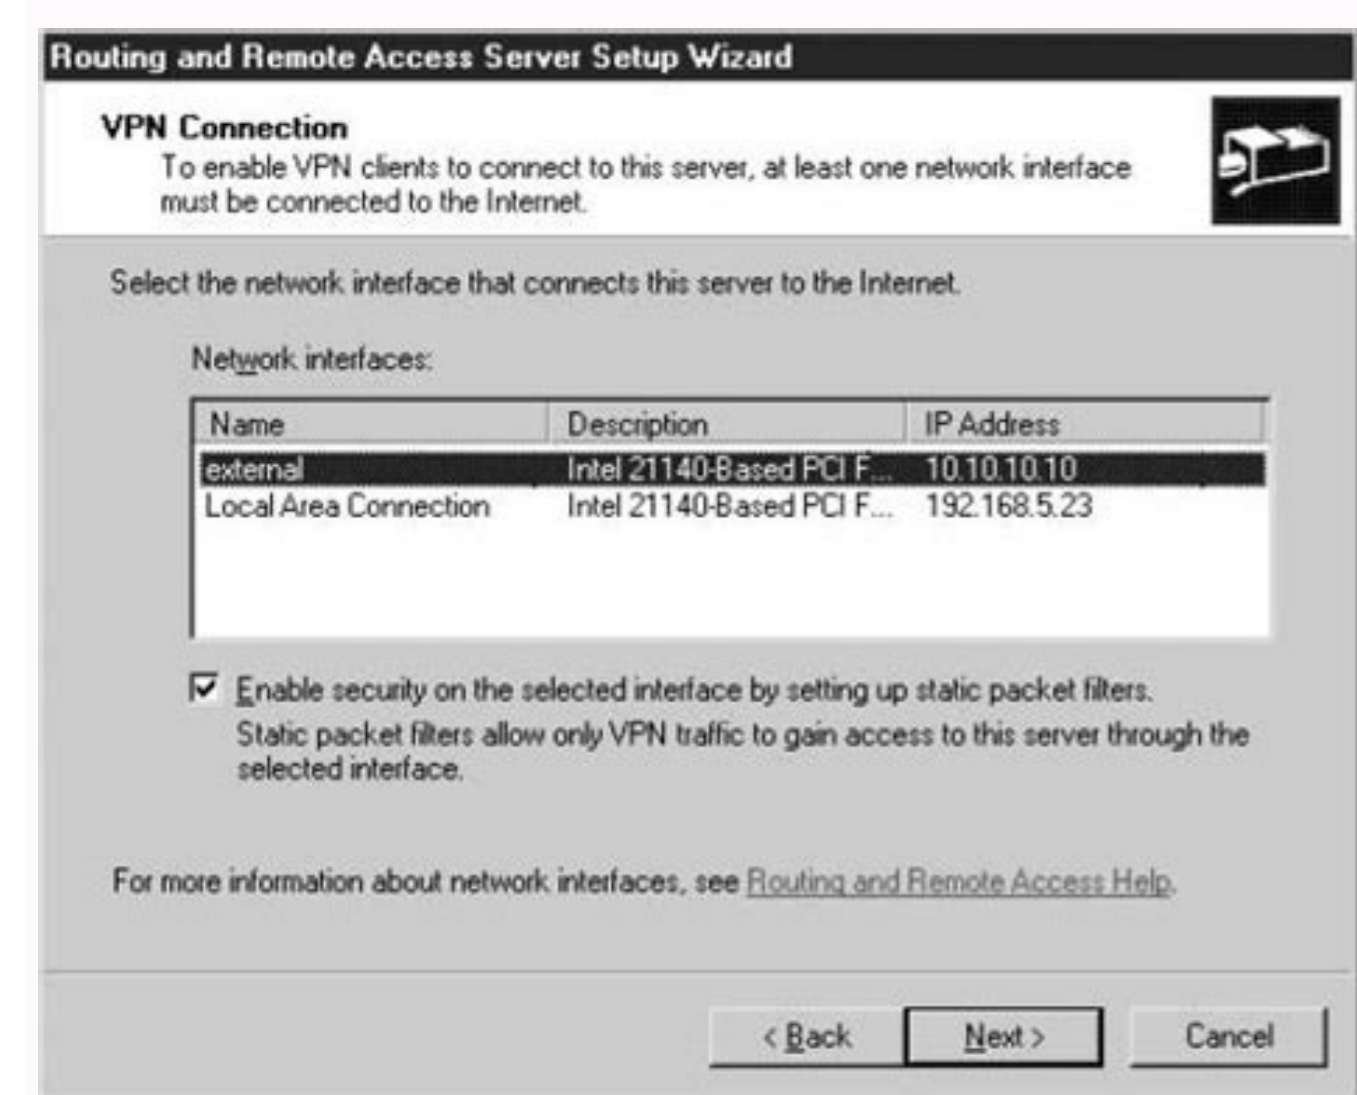 Routing and Remote Access Server Setup Wizard
VPN Connection
To enable VPN clients to connect to this server, at least one network interface
must be connected to the Internet.
Select the network interface that connects this server to the Internet.
Network interfaces:
Name Description IP Address
external Intel 21140-Based PCI F... 10.10.10.10
Local Area Connection Intel 21140-Based PCI F... 192.168.5.23
Enable security on the selected interface by setting up static packet filters.
Static packet filters allow only VPN traffic to gain access to this server through the
selected interface.
For more information about network interfaces, see Routing and Remote Access Help.
< Back Next > Cancel